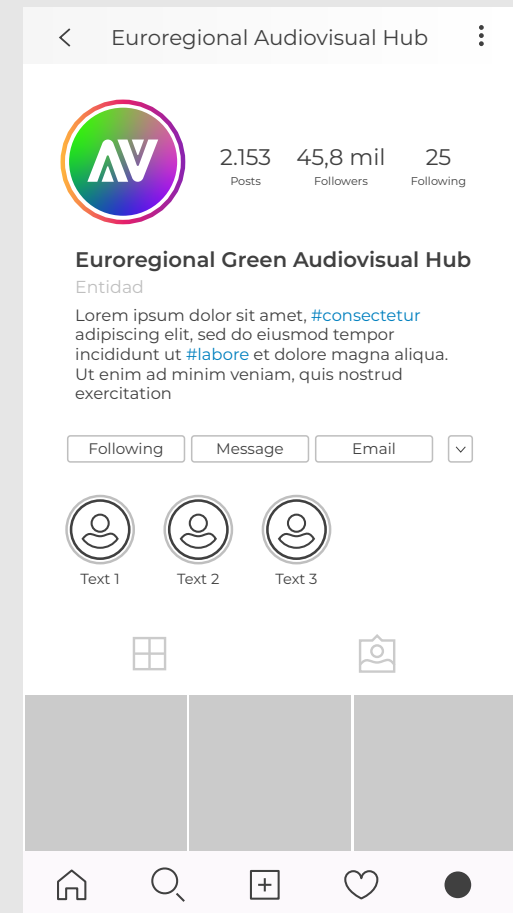 Euroregional Audiovisual Hub
AV
2.153 45,8 mil 25
Posts Followers Following
Euroregional Green Audiovisual Hub
Entidad
Lorem ipsum dolor sit amet, #consectetur
adipiscing elit, sed do eiusmod tempor
incididunt ut #labore et dolore magna aliqua.
Ut enim ad minim veniam, quis nostrud
exercitation
Following Message Email
Text 1 Text 2 Text 3